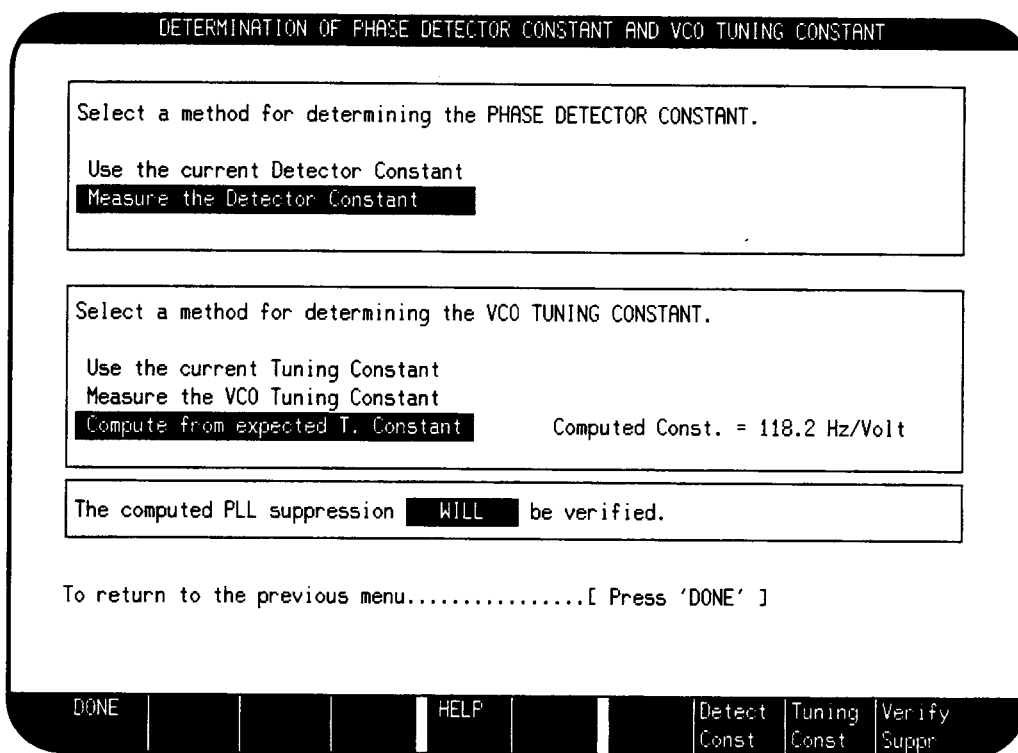 DETERMINATION OF PHASE DETECTOR CONSTANT AND VCO TUNING CONSTANT
Select a method for determining the PHASE DETECTOR CONSTANT.
Use the current Detector Constant
Measure the Detector Constant
Select a method for determining the VCO TUNING CONSTANT.
Use the current Tuning Constant
Measure the VCO Tuning Constant
Compute from expected T. Constant Computed Const. = 118.2 Hz/Volt
The computed PLL suppression WILL be verified.
To return to the previous menu................[ Press 'DONE' ]
DONE HELP Detect Tuning Verify
Const Const Suppr